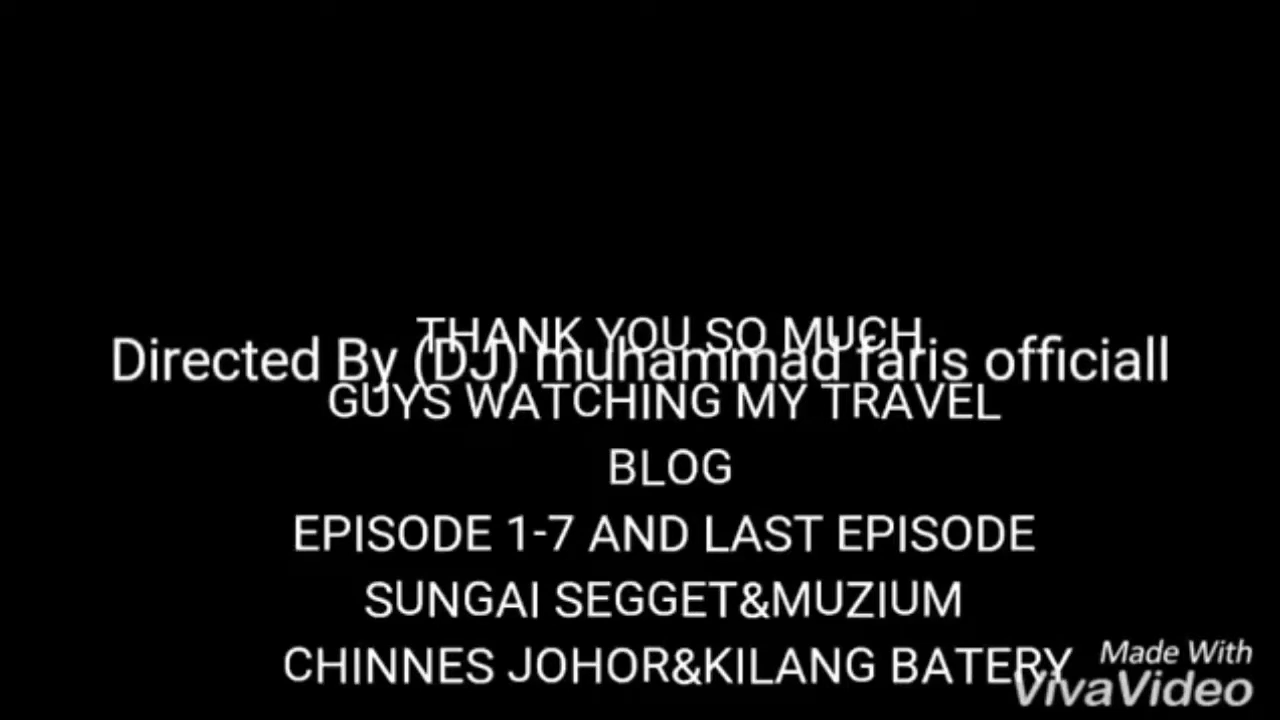 THANK YOU SO MUCH
Directed By (DJ) muhammad faris officiall
GUYS WATCHING MY TRAVEL
BLOG
EPISODE 1-7 AND LAST EPISODE
SUNGAI SEGGET&MUZIUM
CHINNES JOHOR&KILANG BATERY
Made With
VivaVideo